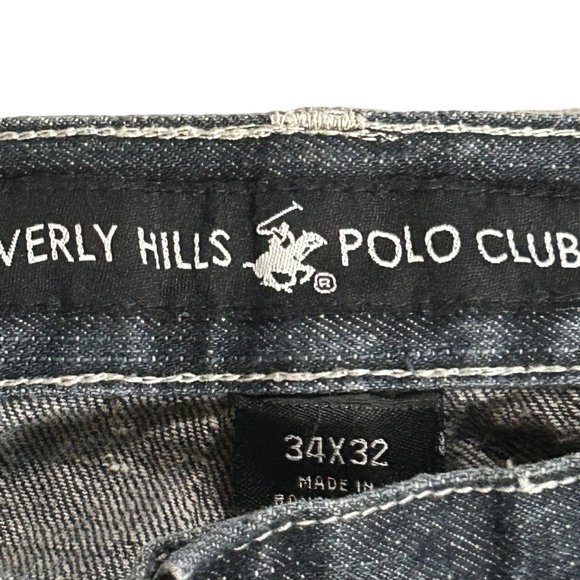 VERLY HILLS ® POLO CLUB
34X32
MADE IN